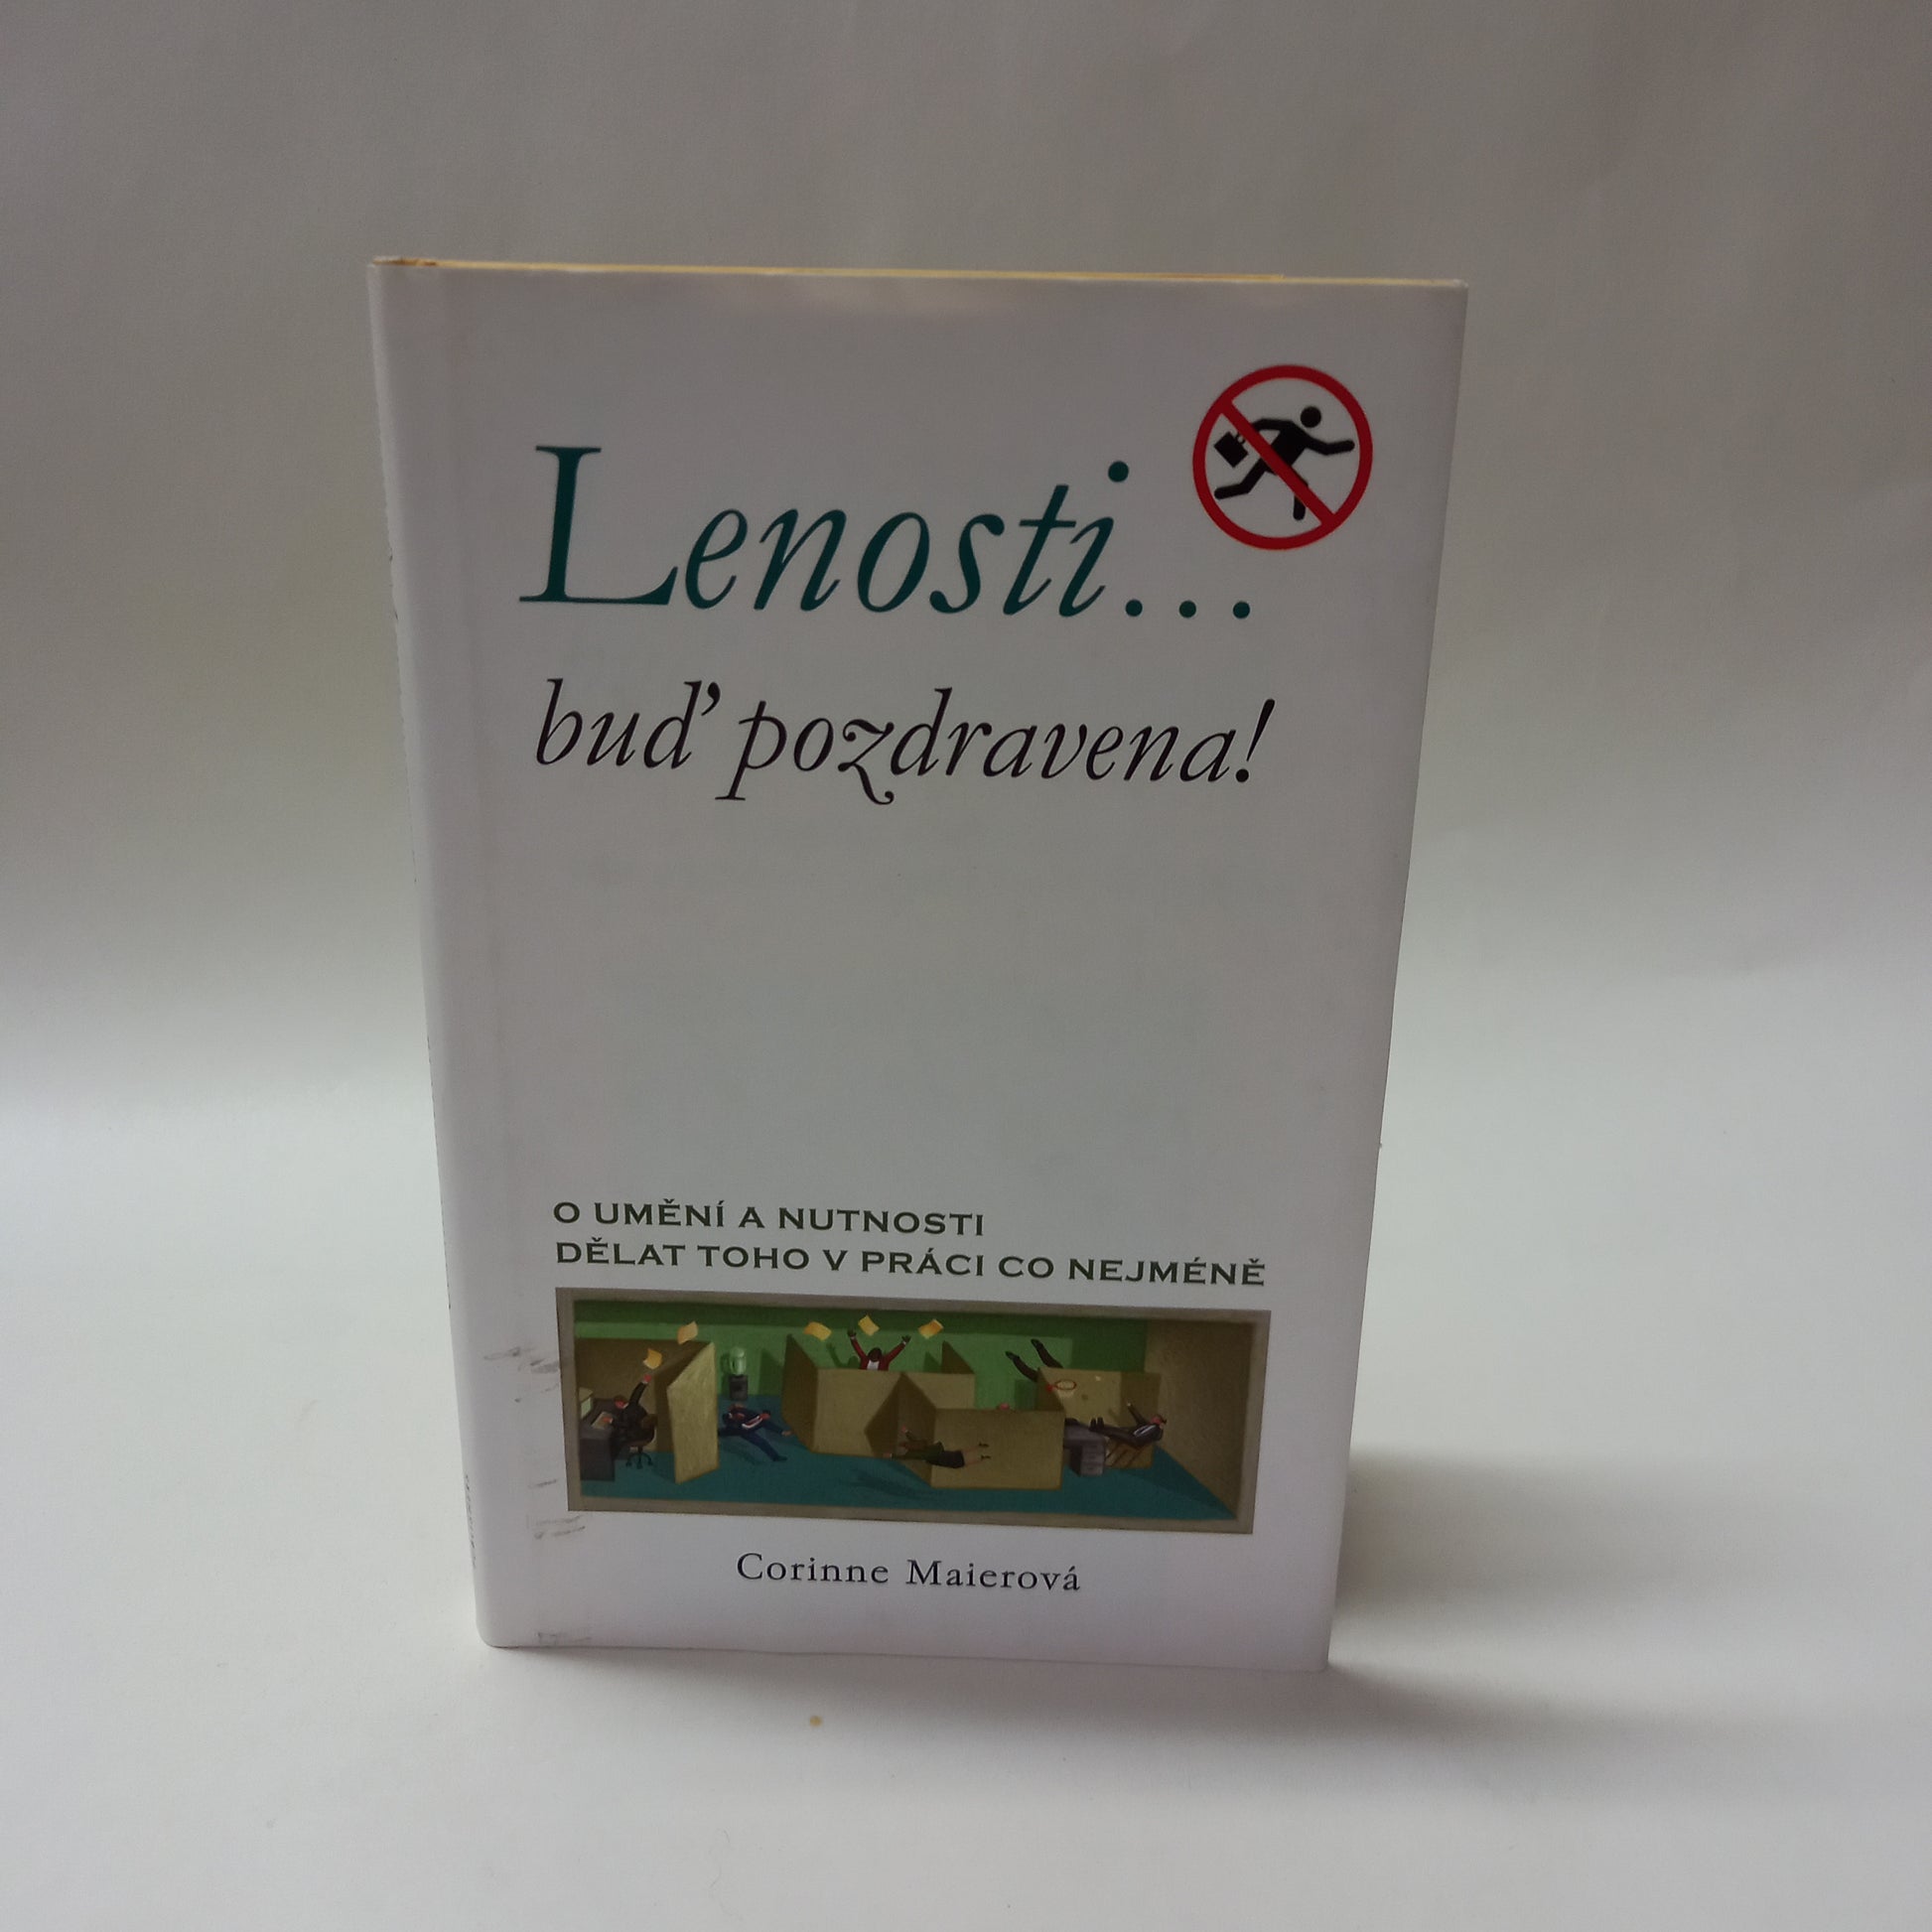 Lenosti...
buď pozdravena!
O UMĚNÍ A NUTNOSTI
DĚLAT TOHO V PRÁCI CO NEJMÉNĚ
Corinne Maierová